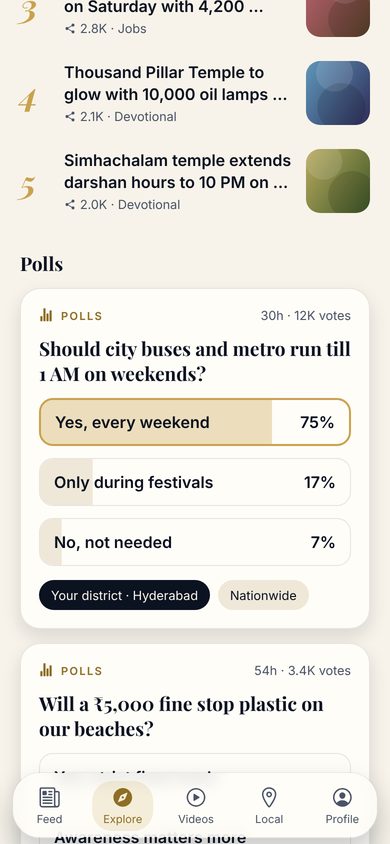 3
on Saturday with 4,200 ...
2.8K · Jobs
4
Thousand Pillar Temple to
glow with 10,000 oil lamps ...
2.1K · Devotional
5
Simhachalam temple extends
darshan hours to 10 PM on ...
2.0K · Devotional
Polls
POLLS
30h · 12K votes
Should city buses and metro run till
1 AM on weekends?
Yes, every weekend
75%
Only during festivals
17%
No, not needed
7%
Your district · Hyderabad
Nationwide
POLLS
54h · 3.4K votes
Will a ₹5,000 fine stop plastic on
our beaches?
Feed
Explore
Videos
Local
Profile
Awareness matters more